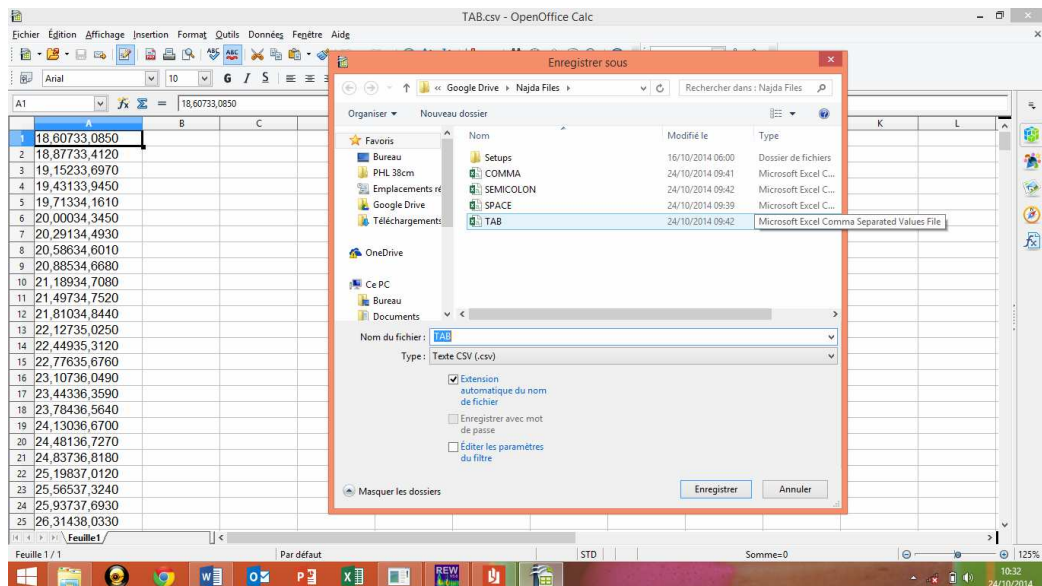 TAB.csv - OpenOffice Calc
Fichier Édition Affichage Insertion Format Outils Données Fenêtre Aide
Arial 10 G I S
A1 18,60733,0850
A B C K L
1 18,60733,0850
2 18,87733,4120
3 19,15233,6970
4 19,43133,9450
5 19,71334,1610
6 20,00034,3450
7 20,29134,4930
8 20,58634,6010
9 20,88534,6680
10 21,18934,7080
11 21,49734,7520
12 21,81034,8440
13 22,12735,0250
14 22,44935,3120
15 22,77635,6760
16 23,10736,0490
17 23,44336,3590
18 23,78436,5640
19 24,13036,6700
20 24,48136,7270
21 24,83736,8180
22 25,19837,0120
23 25,56537,3240
24 25,93737,6930
25 26,31438,0330
Enregistrer sous
« Google Drive Najda Files
Rechercher dans : Najda Files
Organiser Nouveau dossier
Favoris
Bureau
PHL 38cm
Emplacements ré
Google Drive
Téléchargements
OneDrive
Ce PC
Bureau
Documents
Nom Modifié le Type
Setups 16/10/2014 06:00 Dossier de fichiers
COMMA 24/10/2014 09:41 Microsoft Excel C...
SEMICOLON 24/10/2014 09:42 Microsoft Excel C...
SPACE 24/10/2014 09:39 Microsoft Excel C...
TAB 24/10/2014 09:42 Microsoft Excel Comma Separated Values File
Nom du fichier : TAB
Type : Texte CSV (.csv)
Extension
automatique du nom
de fichier
Enregistrer avec mot
de passe
Éditer les paramètres
du filtre
Masquer les dossiers
Enregistrer Annuler
Feuille1
Feuille 1 / 1 Par défaut STD Somme=0 125%
REW
10:32
24/10/2014